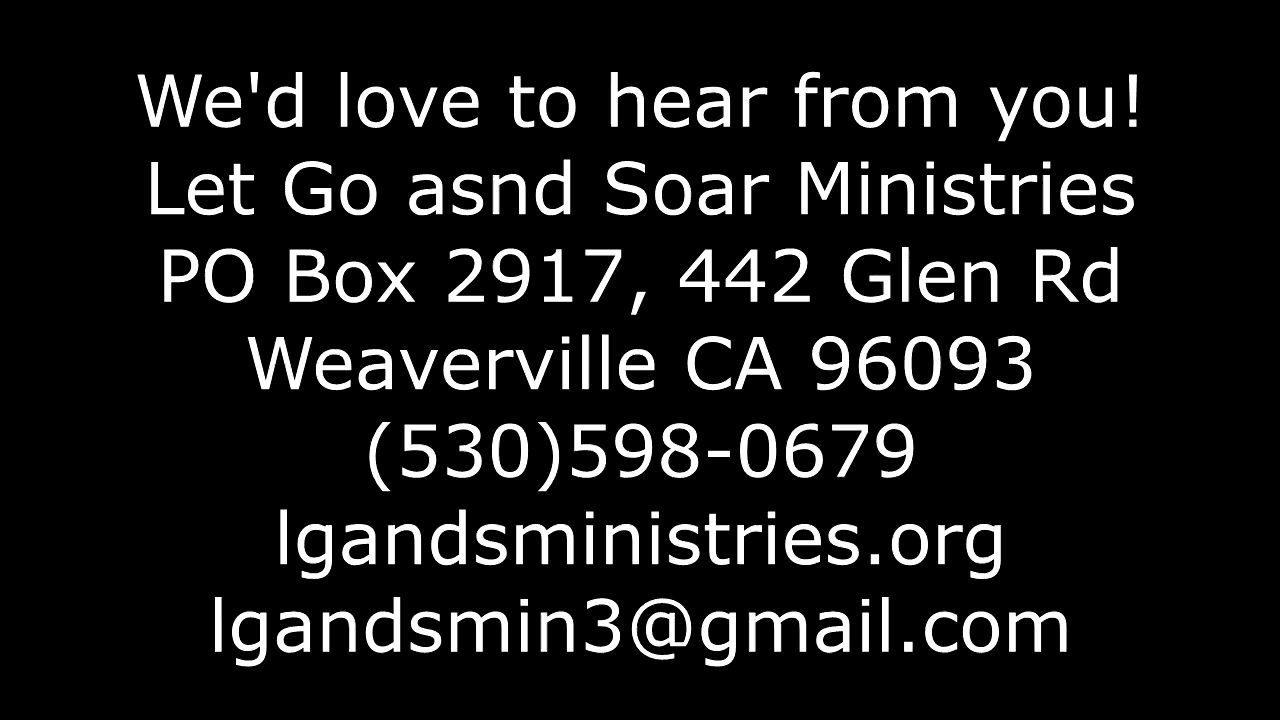 We'd love to hear from you!
Let Go asnd Soar Ministries
PO Box 2917, 442 Glen Rd
Weaverville CA 96093
(530)598-0679
lgandsministries.org
lgandsmin3@gmail.com